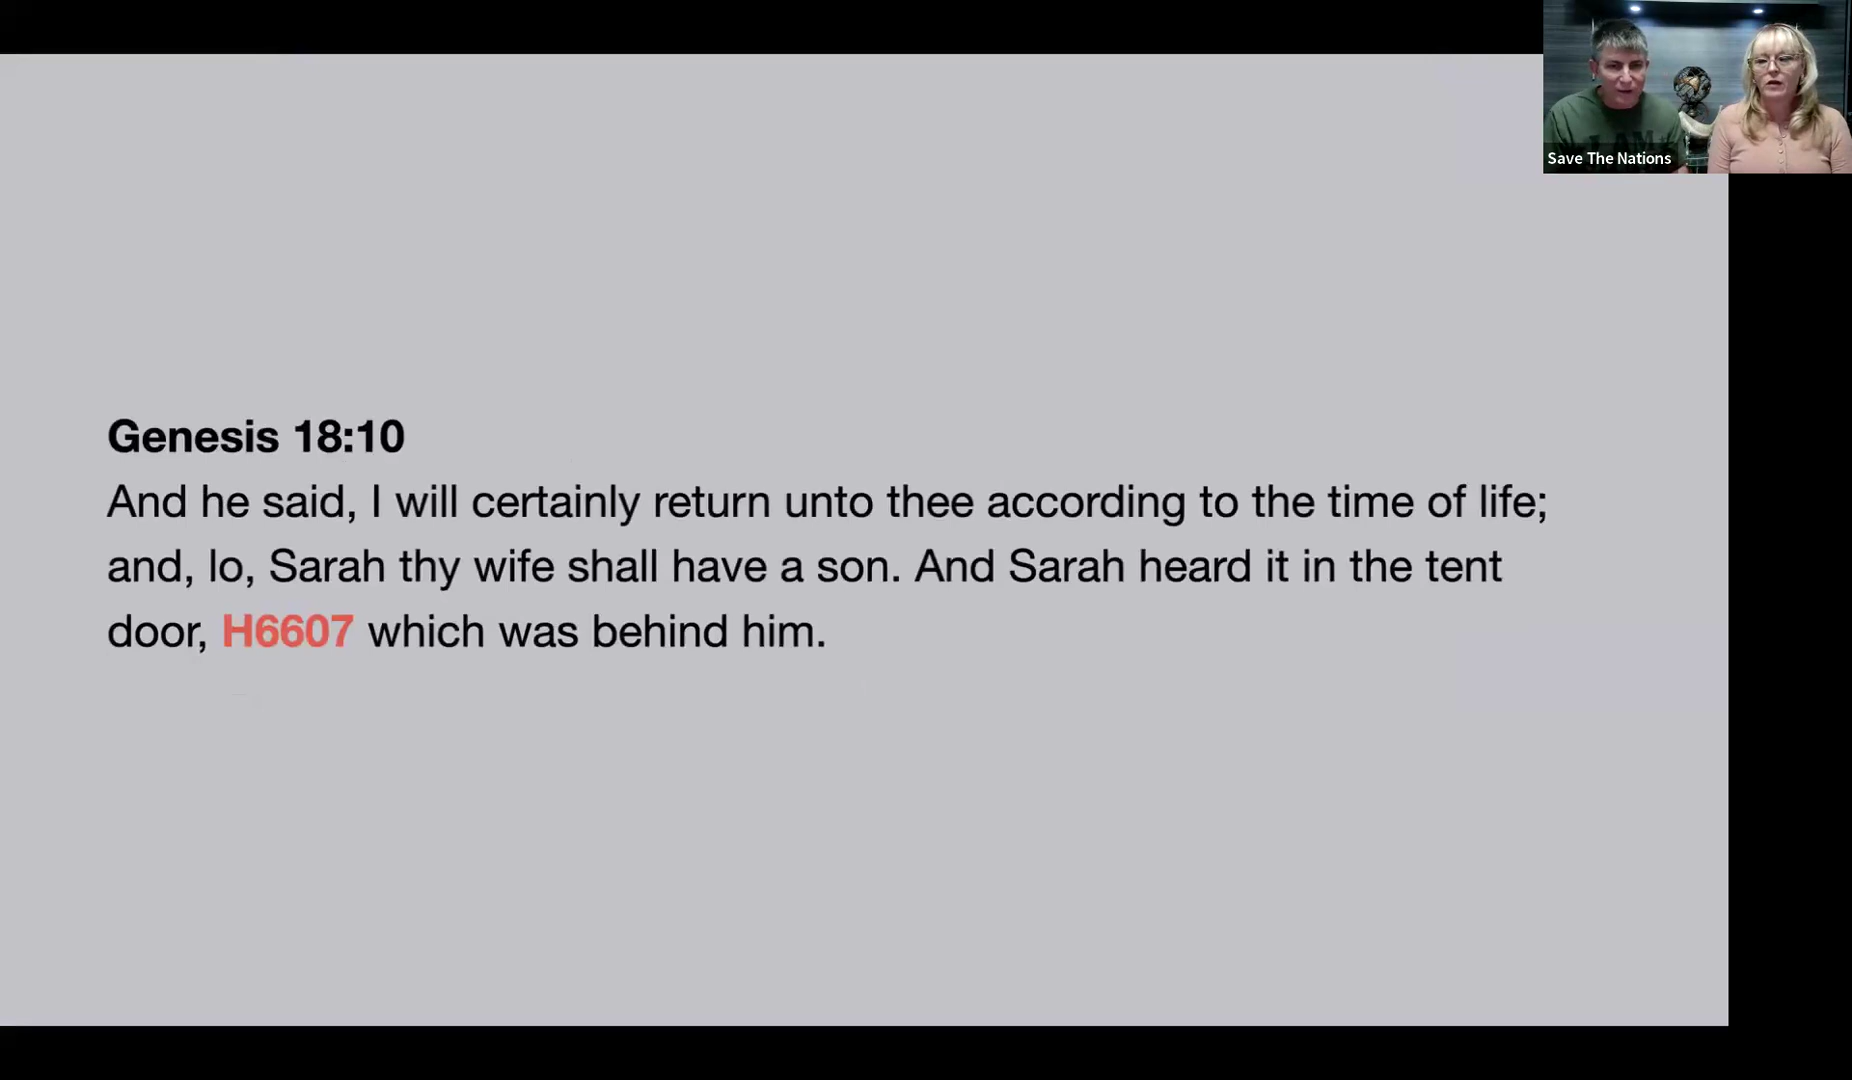 Save The Nations
Genesis 18:10
And he said, I will certainly return unto thee according to the time of life;
and, lo, Sarah thy wife shall have a son. And Sarah heard it in the tent
door, H6607 which was behind him.